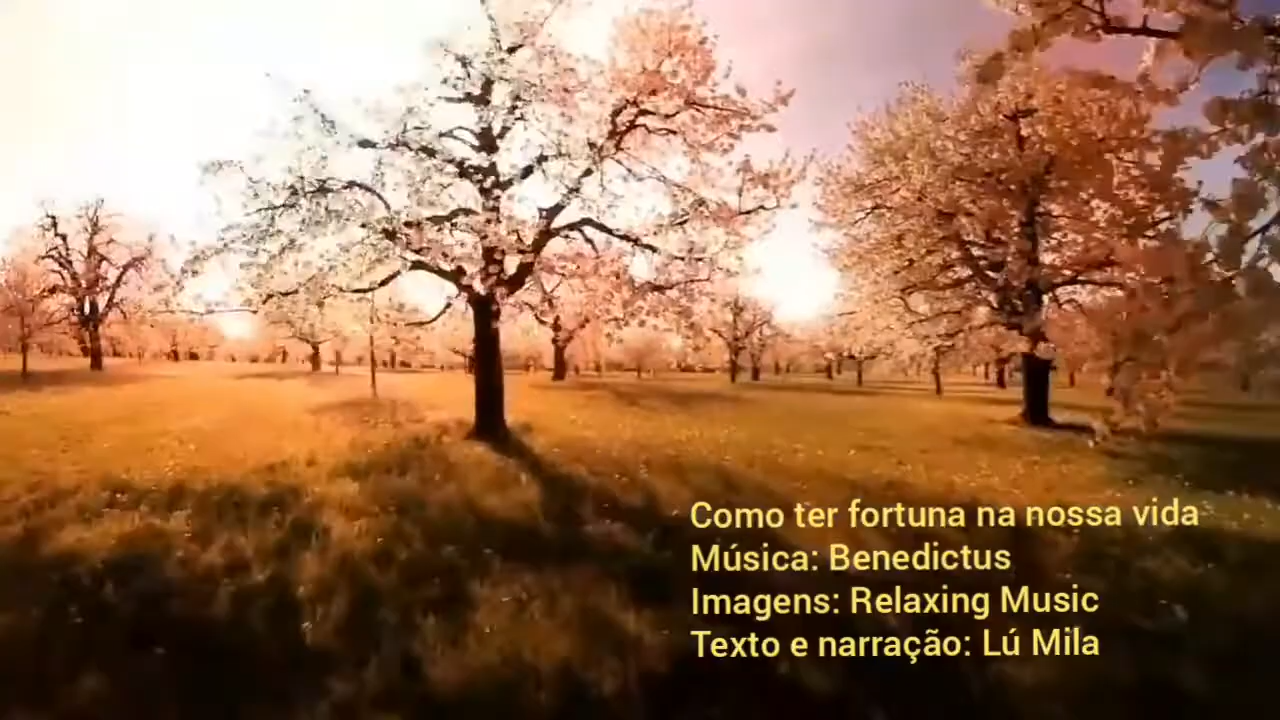 Como ter fortuna na nossa vida
Música: Benedictus
Imagens: Relaxing Music
Texto e narração: Lú Mila